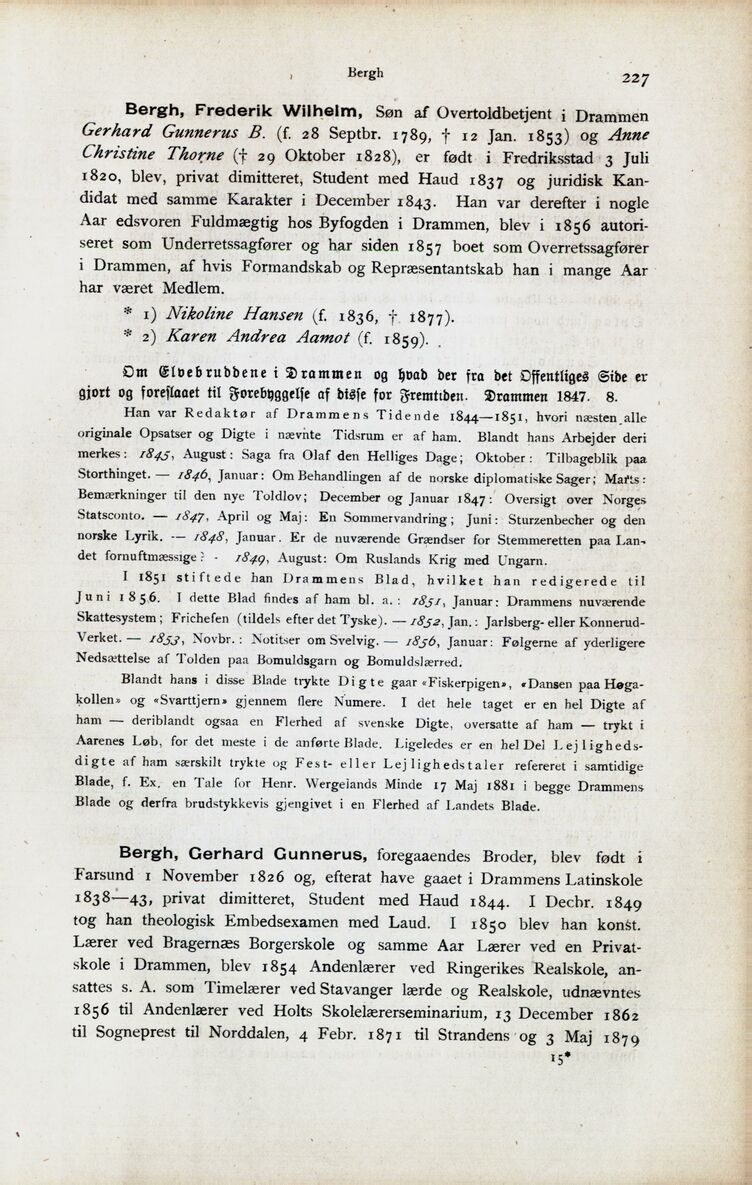 Bergh
227
Bergh, Frederik Wilhelm, Søn af Overtoldbetjent i Drammen
Gerhard Gunnerus B. (f. 28 Septbr. 1789, † 12 Jan. 1853) og Anne
Christine Thorne († 29 Oktober 1828), er født i Fredriksstad 3 Juli
1820, blev, privat dimitteret, Student med Haud 1837 og juridisk Kan-
didat med samme Karakter i December 1843. Han var derefter i nogle
Aar edsvoren Fuldmægtig hos Byfogden i Drammen, blev i 1856 autori-
seret som Underretssagfører og har siden 1857 boet som Overretssagfører
i Drammen, af hvis Formandskab og Repræsentantskab han i mange Aar
har været Medlem.
* 1) Nikoline Hansen (f. 1836, † 1877).
* 2) Karen Andrea Aamot (f. 1859).
Om Elvebruddene i Drammen og hvad der fra det Offentliges Side er
gjort og foreslaaet til Forebyggelse af disse for Fremtiden. Drammen 1847. 8.
Han var Redaktør af Drammens Tidende 1844—1851, hvori næsten alle
originale Opsatser og Digte i nævnte Tidsrum er af ham. Blandt hans Arbejder deri
merkes: 1845, August: Saga fra Olaf den Helliges Dage; Oktober: Tilbageblik paa
Storthinget. — 1846, Januar: Om Behandlingen af de norske diplomatiske Sager; Marts:
Bemærkninger til den nye Toldlov; December og Januar 1847: Oversigt over Norges
Statsconto. — 1847, April og Maj: En Sommervandring; Juni: Sturzenbecher og den
norske Lyrik. — 1848, Januar. Er de nuværende Grændser for Stemmeretten paa Lan-
det fornuftmæssige? - 1849, August: Om Ruslands Krig med Ungarn.
I 1851 stiftede han Drammens Blad, hvilket han redigerede til
Juni 1856. I dette Blad findes af ham bl. a.: 1851, Januar: Drammens nuværende
Skattesystem; Frichefen (tildels efter det Tyske). — 1852, Jan.: Jarlsberg- eller Konnerud-
Verket. — 1853, Novbr.: Notitser om Svelvig. — 1856, Januar: Følgerne af yderligere
Nedsættelse af Tolden paa Bomuldsgarn og Bomuldslærred.
Blandt hans i disse Blade trykte Digte gaar «Fiskerpigen», «Dansen paa Høga-
kollen» og «Svarttjern» gjennem flere Numere. I det hele taget er en hel Digte af
ham — deriblandt ogsaa en Flerhed af svenske Digte, oversatte af ham — trykt i
Aarenes Løb, for det meste i de anførte Blade. Ligeledes er en hel Del Lejligheds-
digte af ham særskilt trykte og Fest- eller Lejlighedstaler refereret i samtidige
Blade, f. Ex. en Tale for Henr. Wergelands Minde 17 Maj 1881 i begge Drammens
Blade og derfra brudstykkevis gjengivet i en Flerhed af Landets Blade.
Bergh, Gerhard Gunnerus, foregaaendes Broder, blev født i
Farsund 1 November 1826 og, efterat have gaaet i Drammens Latinskole
1838—43, privat dimitteret, Student med Haud 1844. I Decbr. 1849
tog han theologisk Embedsexamen med Laud. I 1850 blev han konst.
Lærer ved Bragernæs Borgerskole og samme Aar Lærer ved en Privat-
skole i Drammen, blev 1854 Andenlærer ved Ringerikes Realskole, an-
sattes s. A. som Timelærer ved Stavanger lærde og Realskole, udnævntes
1856 til Andenlærer ved Holts Skolelærerseminarium, 13 December 1862
til Sogneprest til Norddalen, 4 Febr. 1871 til Strandens og 3 Maj 1879
15*